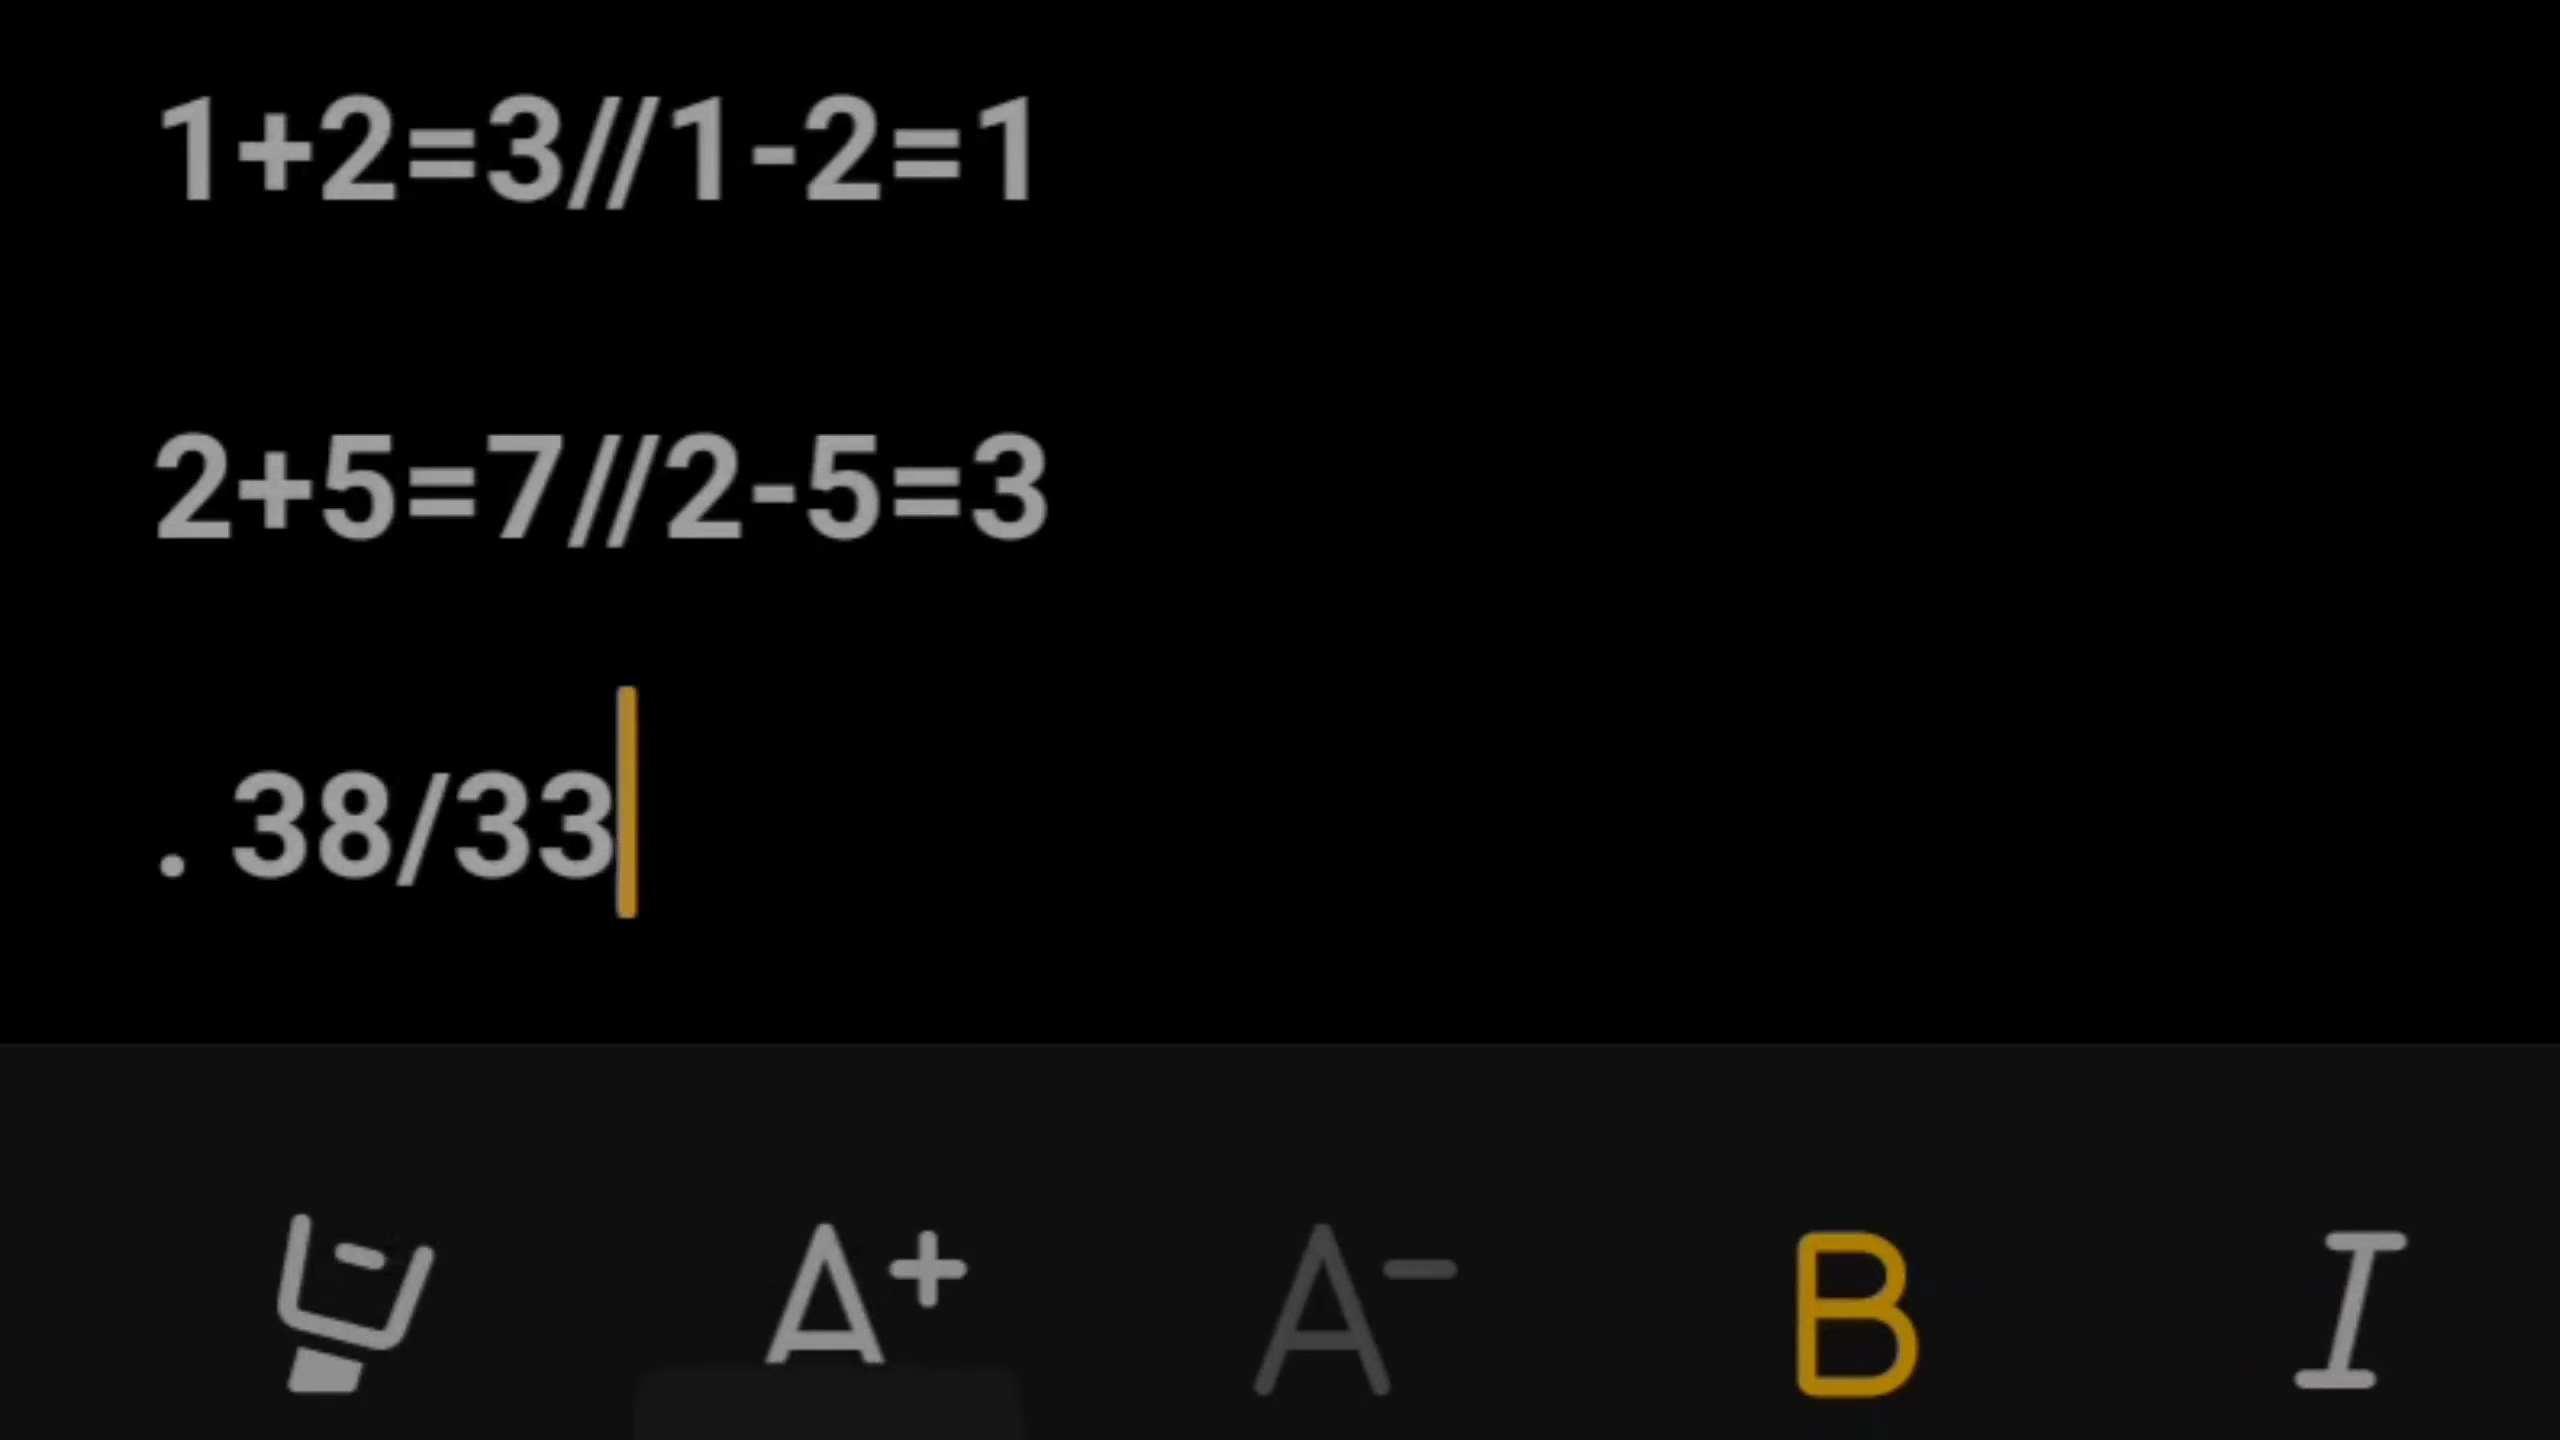 1+2=3//1-2=1
2+5=7//2-5=3
. 38/33
A+ A- B I